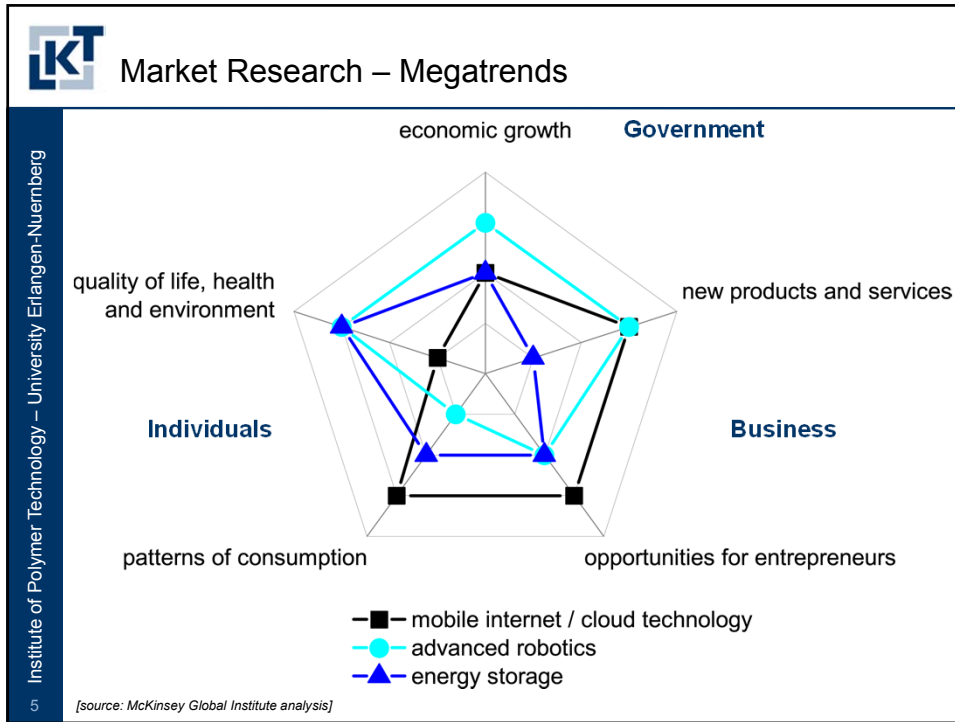 LKT
Market Research – Megatrends
Institute of Polymer Technology – University Erlangen-Nuernberg
economic growth
Government
quality of life, health
and environment
new products and services
Individuals
Business
patterns of consumption
opportunities for entrepreneurs
mobile internet / cloud technology
advanced robotics
energy storage
5
[source: McKinsey Global Institute analysis]